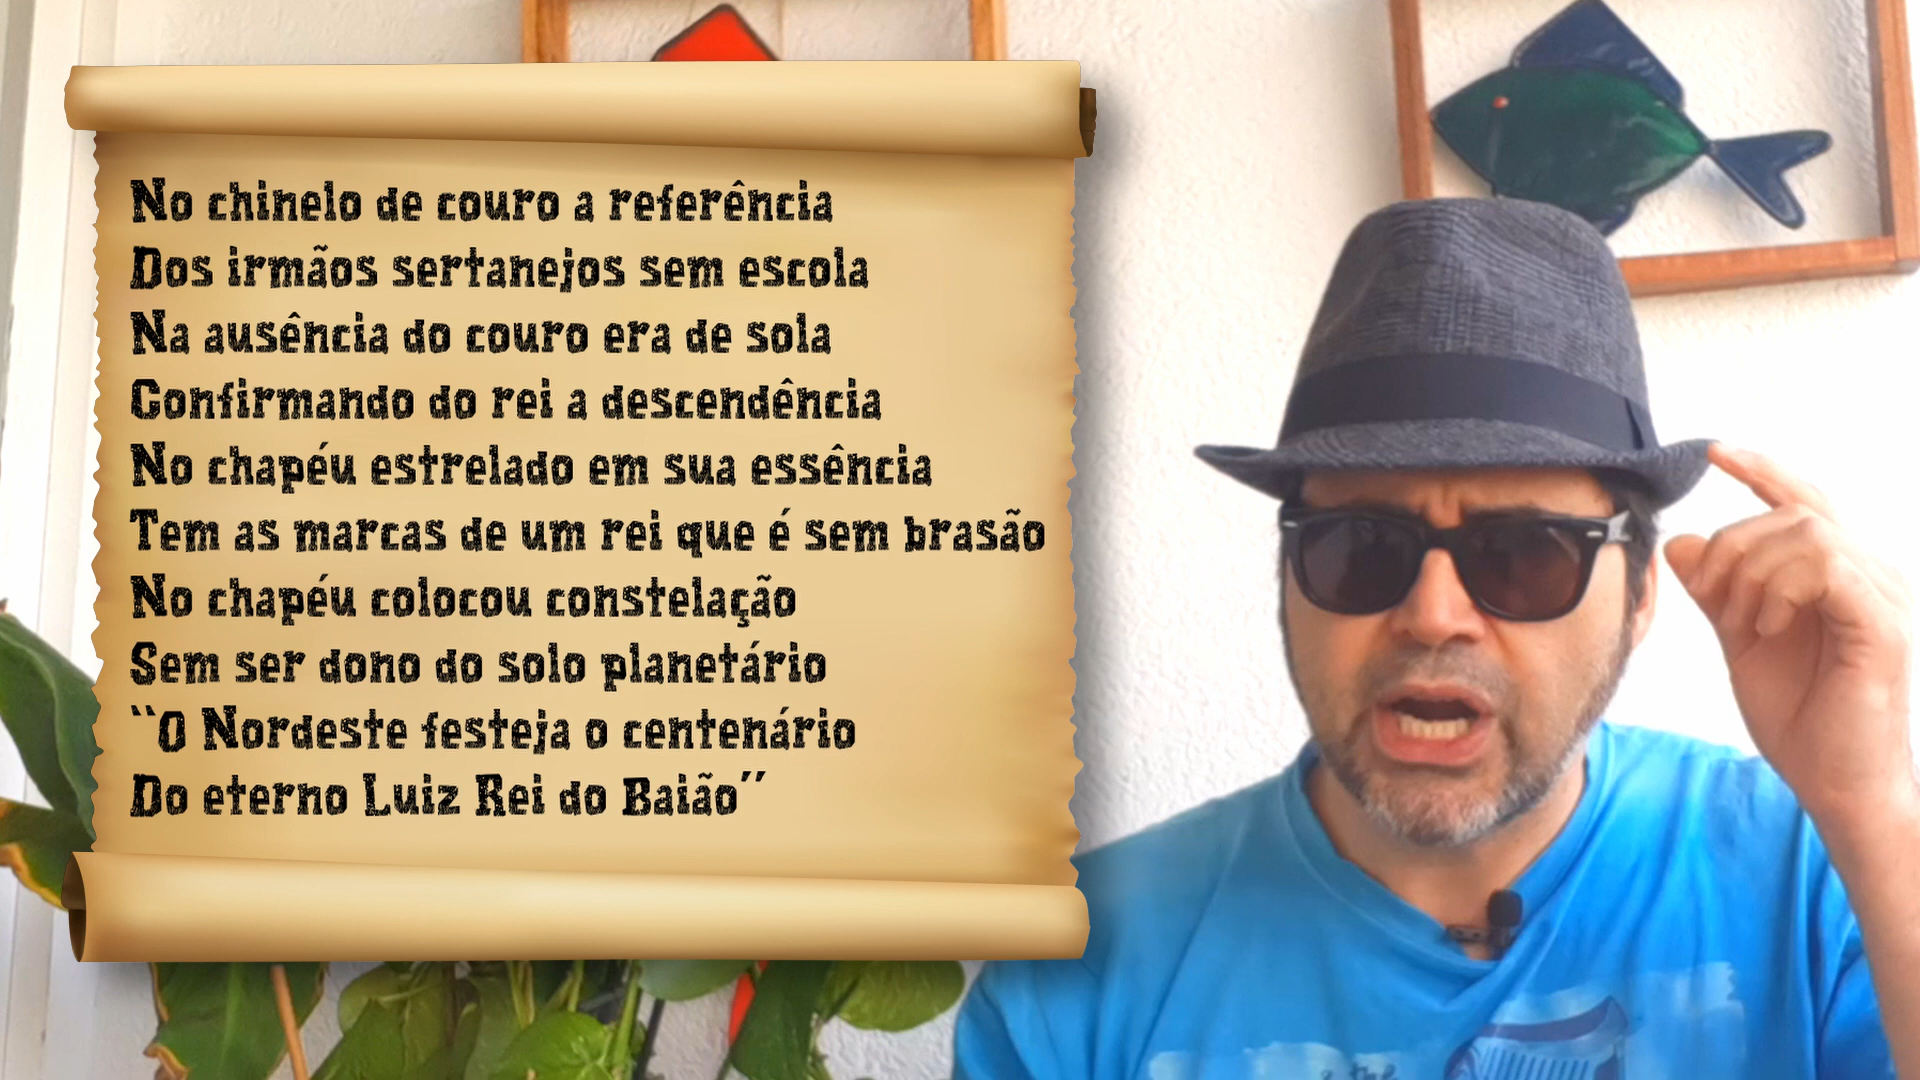 No chinelo de couro a referência
Dos irmãos sertanejos sem escola
Na ausência do couro era de sola
Confirmando do rei a descendência
No chapéu estrelado em sua essência
Tem as marcas de um rei que é sem brasão
No chapéu colocou constelação
Sem ser dono do solo planetário
“O Nordeste festeja o centenário
Do eterno Luiz Rei do Baião”
& the